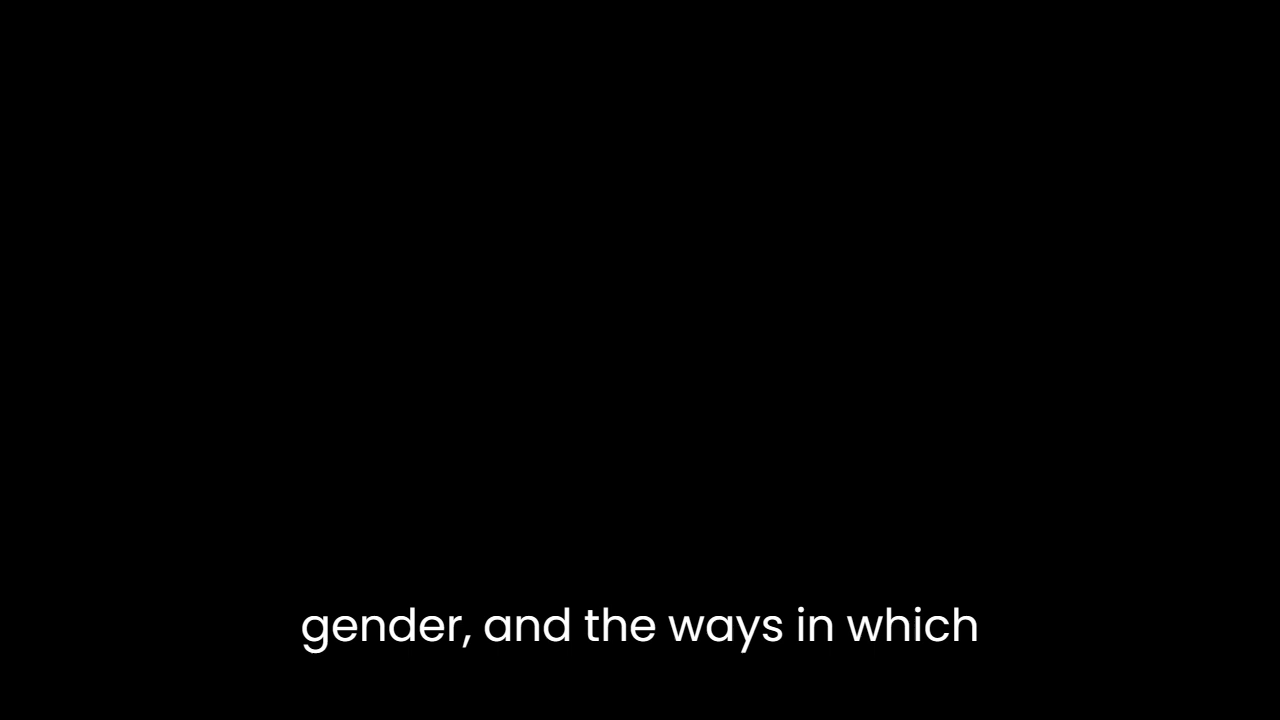 gender, and the ways in which